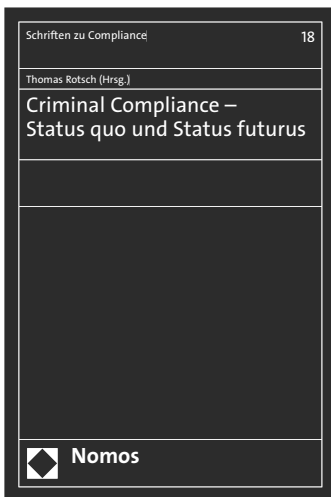 Schriften zu Compliance
18
Thomas Rotsch (Hrsg.)
Criminal Compliance –
Status quo und Status futurus
Nomos